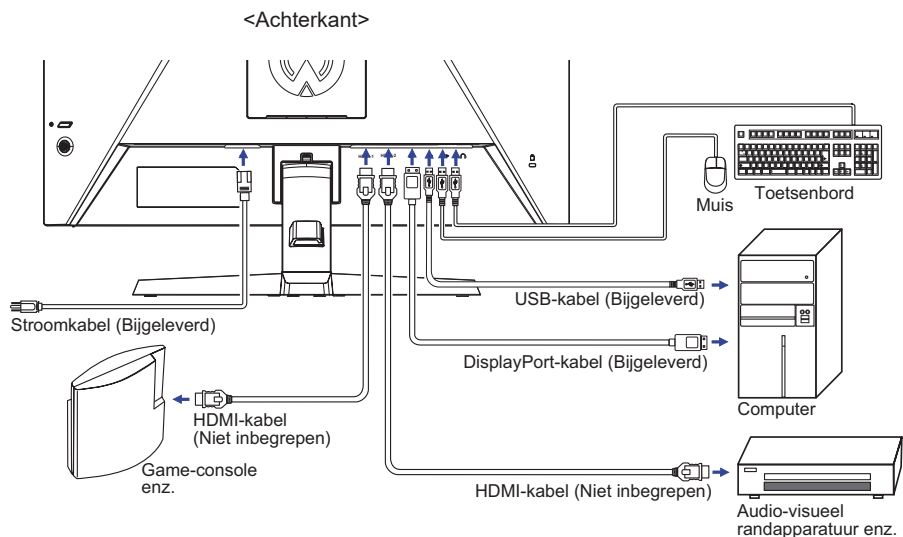 <Achterkant>
Muis
Toetsenbord
USB-kabel (Bijgeleverd)
Stroomkabel (Bijgeleverd)
DisplayPort-kabel (Bijgeleverd)
Computer
HDMI-kabel
(Niet inbegrepen)
Game-console
enz.
HDMI-kabel (Niet inbegrepen)
Audio-visueel
randapparatuur enz.